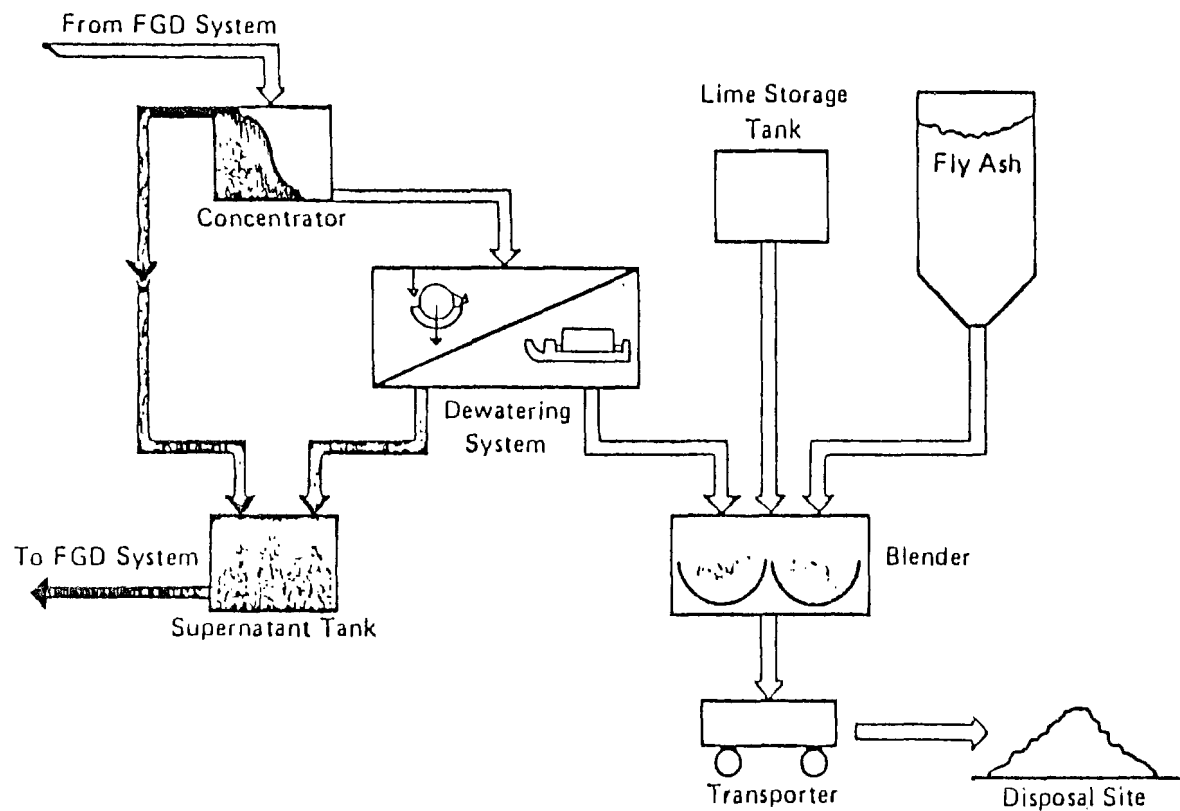 From FGD System
Lime Storage
Tank
Fly Ash
Concentrator
Dewatering
System
To FGD System
Blender
Supernatant Tank
Transporter
Disposal Site